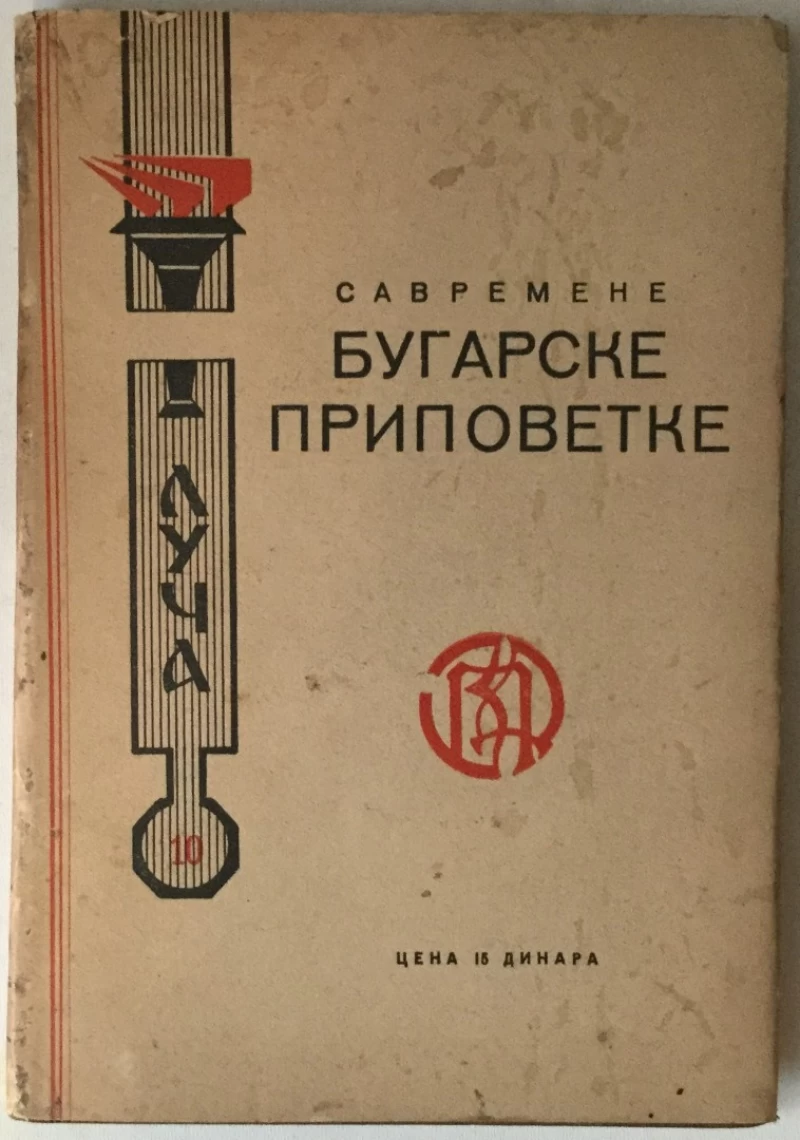 САВРЕМЕНЕ
БУГАРСКЕ
ПРИПОВЕТКЕ
ЛУЧА
10
ЦЕНА 15 ДИНАРА